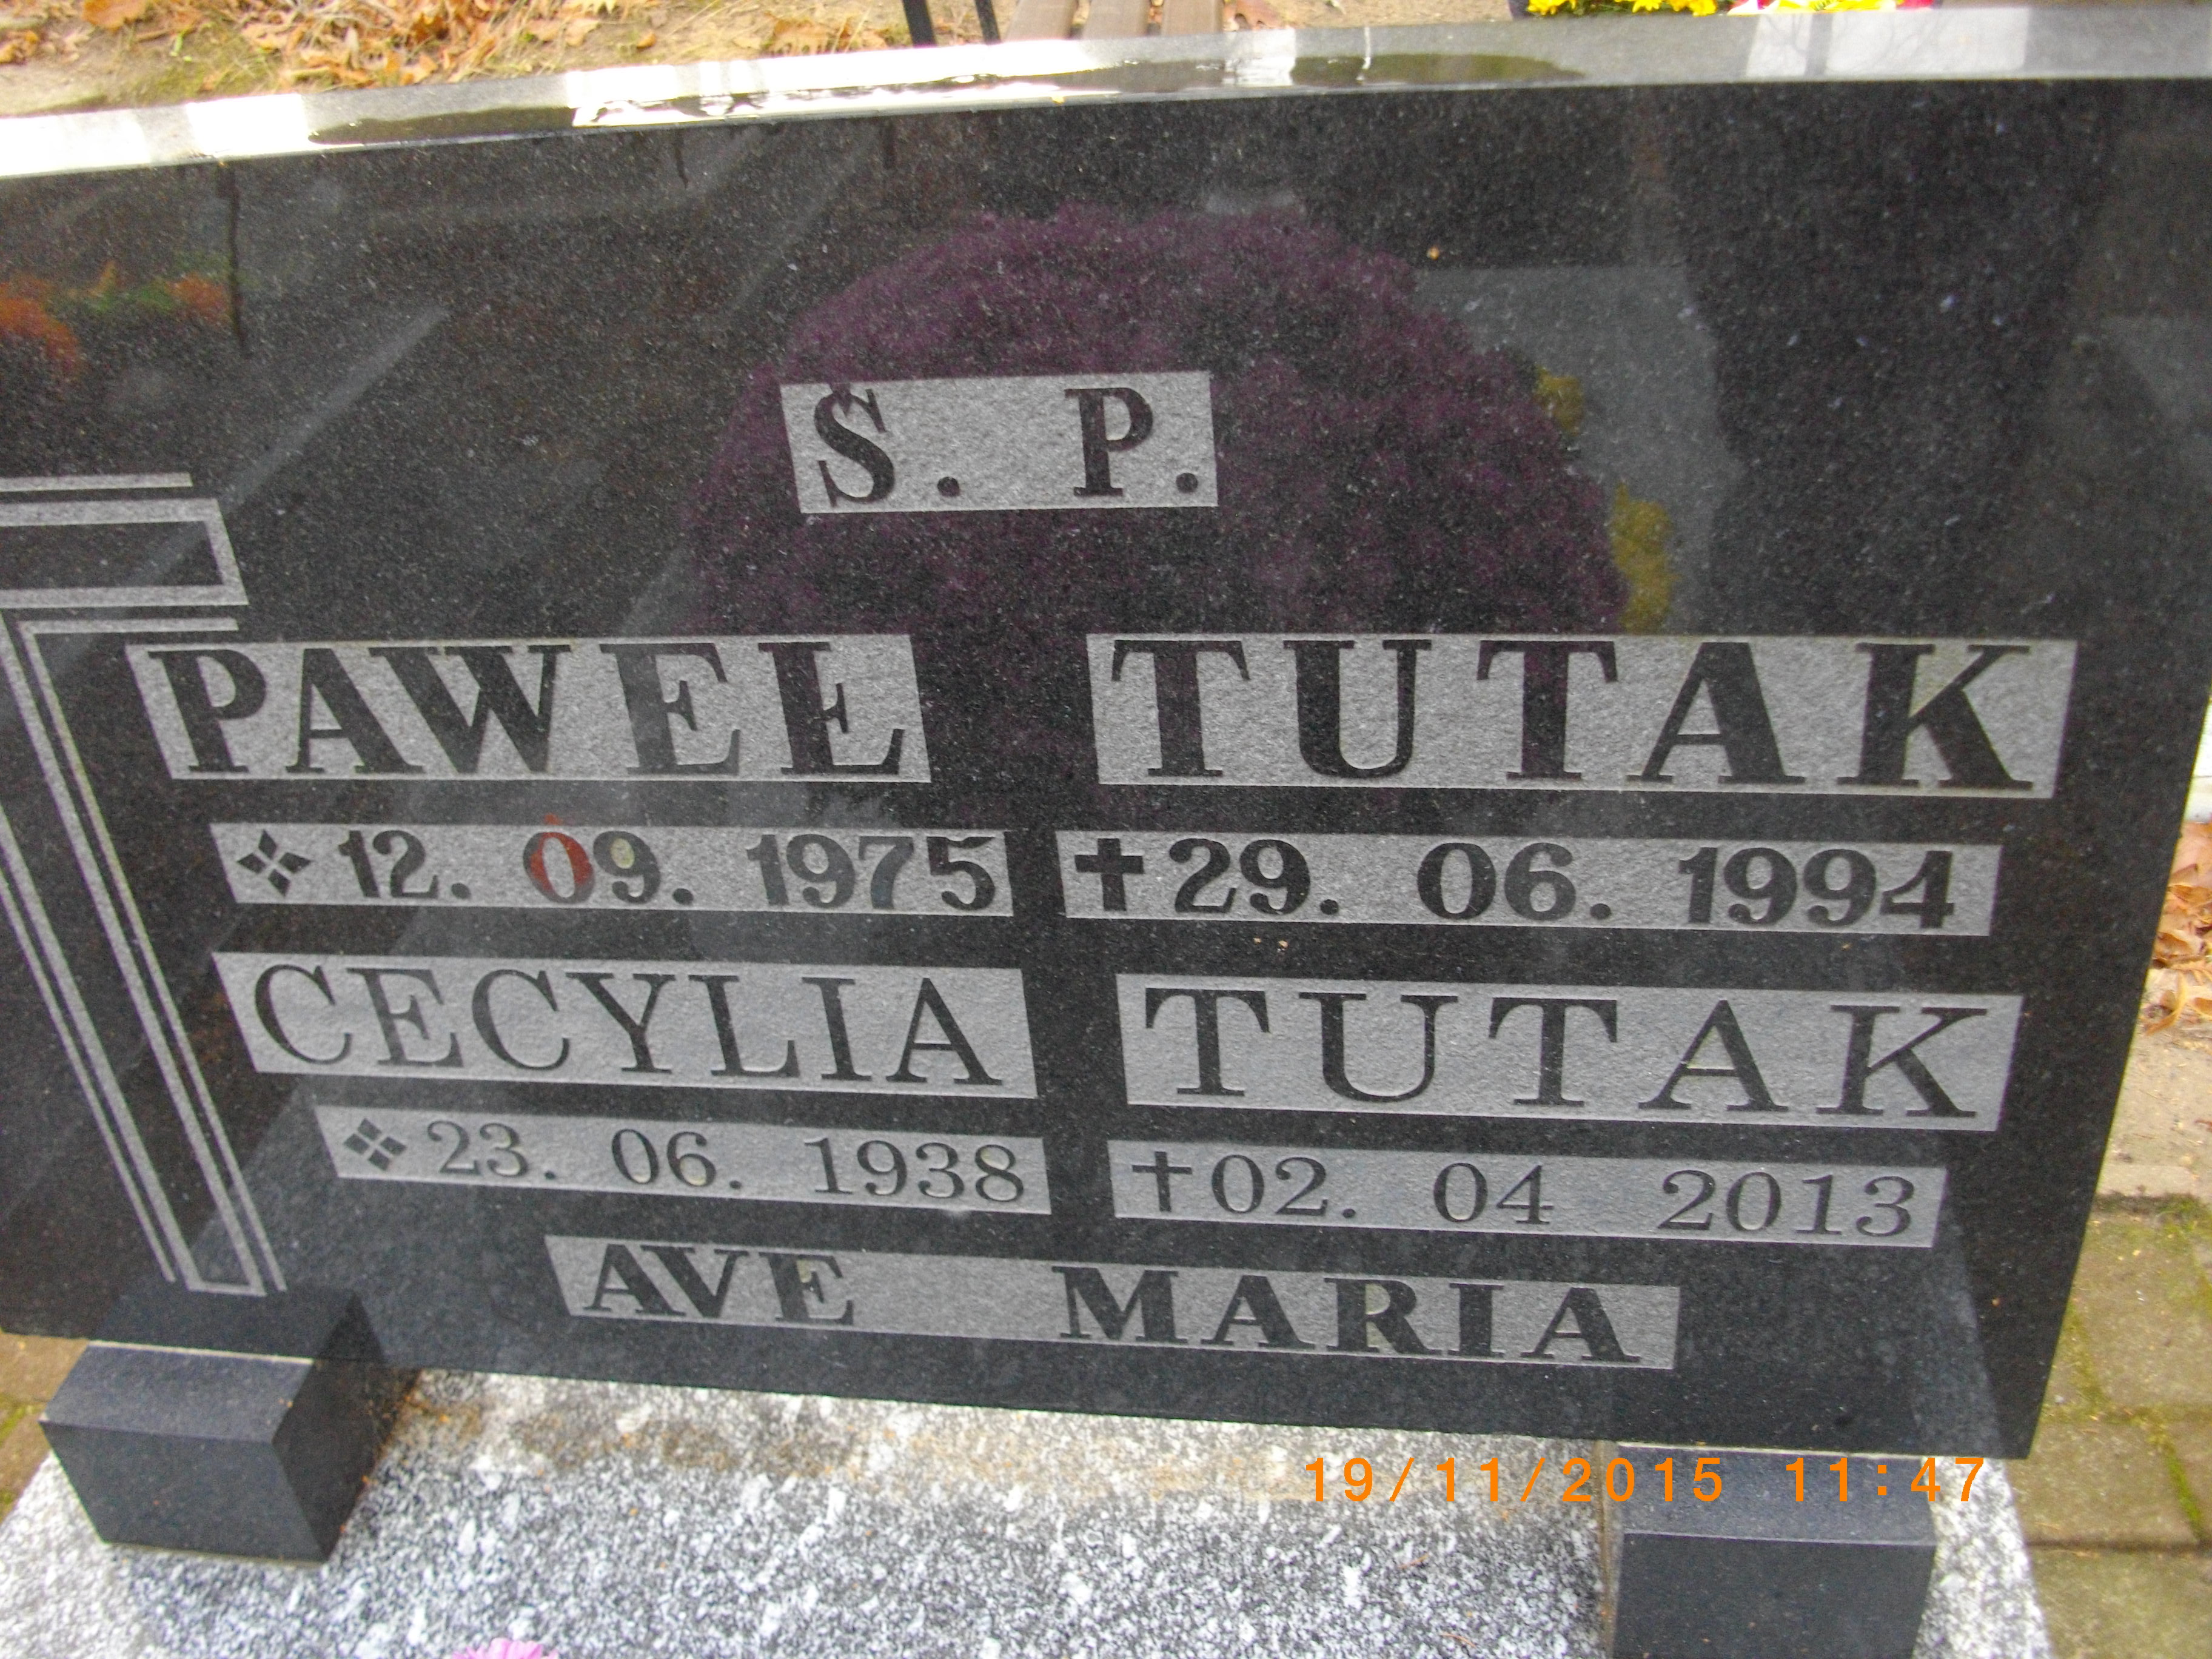 Ś. P.
PAWEŁ TUTAK
12. 09. 1975 29. 06. 1994
CECYLIA TUTAK
23. 06. 1938 02. 04 2013
AVE MARIA
19/11/2015 11:47